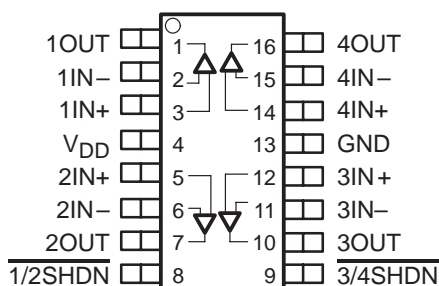 1OUT 1 16 4OUT
1IN− 2 15 4IN−
1IN+ 3 14 4IN+
VDD 4 13 GND
2IN+ 5 12 3IN+
2IN− 6 11 3IN−
2OUT 7 10 3OUT
1/2SHDN 8 9 3/4SHDN